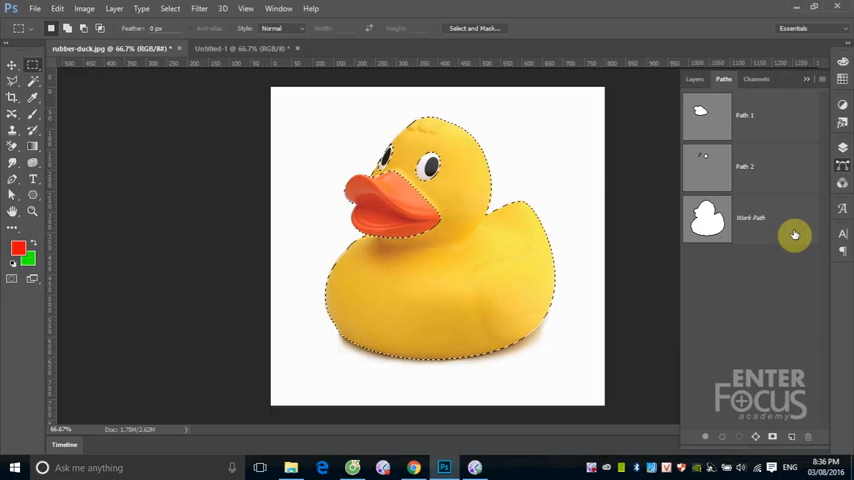 Ps File Edit Image Layer Type Select Filter 3D View Window Help
Feather: 0 px Anti-alias Style: Normal Width: Height: Select and Mask... Essentials
rubber-duck.jpg @ 66.7% (RGB/8#) * × Untitled-1 @ 66.7% (RGB/8) * ×
Layers Paths Channels
Path 1
Path 2
Work Path
ENTER
FOCUS
academy
66.67% Doc: 1.75M/2.62M
Timeline
Ask me anything
ENG
8:36 PM
03/08/2016